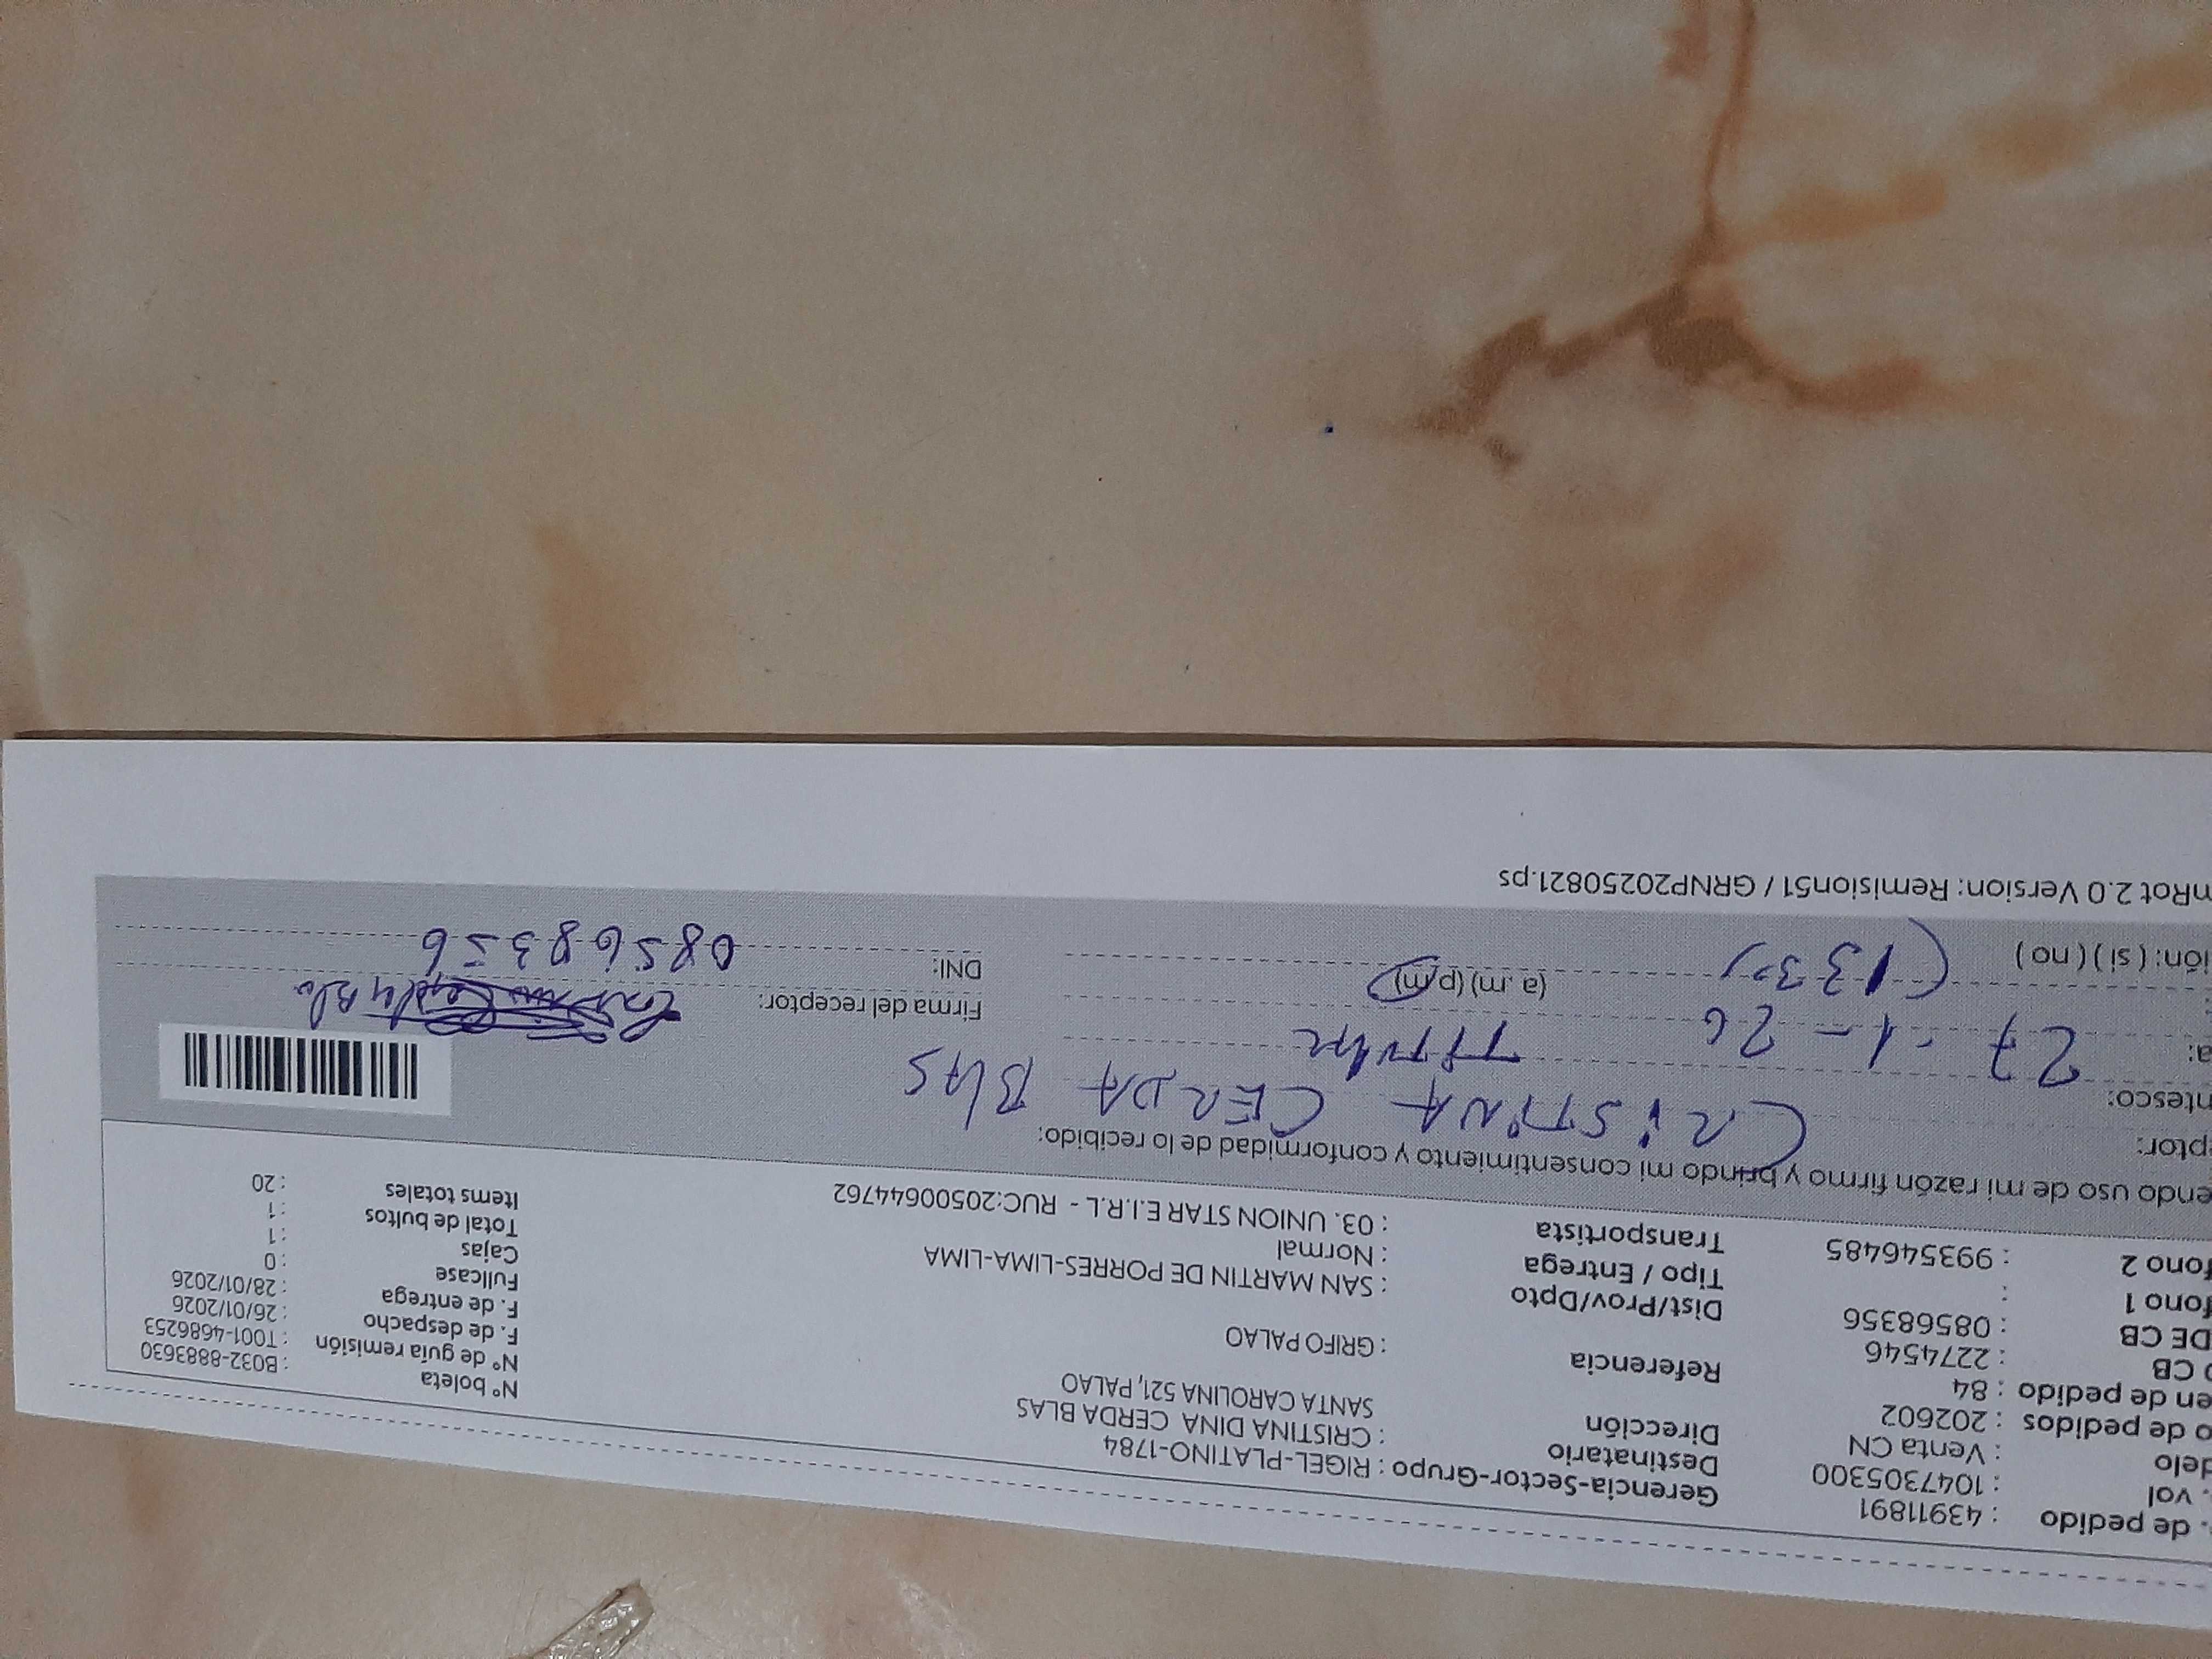 . de pedido : 43911891 Gerencia-Sector-Grupo : RIGEL-PLATINO-1784 N° boleta : B032-8883630
. vol : 1047305300 Destinatario : CRISTINA DINA CERDA BLAS N° de guía remisión : T001-4686253
delo : Venta CN Dirección SANTA CAROLINA 521, PALAO F. de despacho : 26/01/2026
o de pedidos : 202602 F. de entrega : 28/01/2026
en de pedido : 84 Referencia : GRIFO PALAO Fullcase : 0
o CB : 2274546 Cajas : 1
DE CB : 08568356 Dist/Prov/Dpto : SAN MARTIN DE PORRES-LIMA-LIMA Total de bultos : 1
fono 1 : Tipo / Entrega : Normal Items totales : 20
fono 2 : 993546485 Transportista : 03. UNION STAR E.I.R.L - RUC:20500644762
endo uso de mi razón firmo y brindo mi consentimiento y conformidad de lo recibido:
eptor: CRISTINA CERDA BLAS
ntesco: TITULAR
a: 27-1-26 Firma del receptor:
(133) (a.m) (p.m)
ión: ( si ) ( no ) DNI: 08568356
mRot 2.0 Version: Remision51 / GRNP20250821.ps